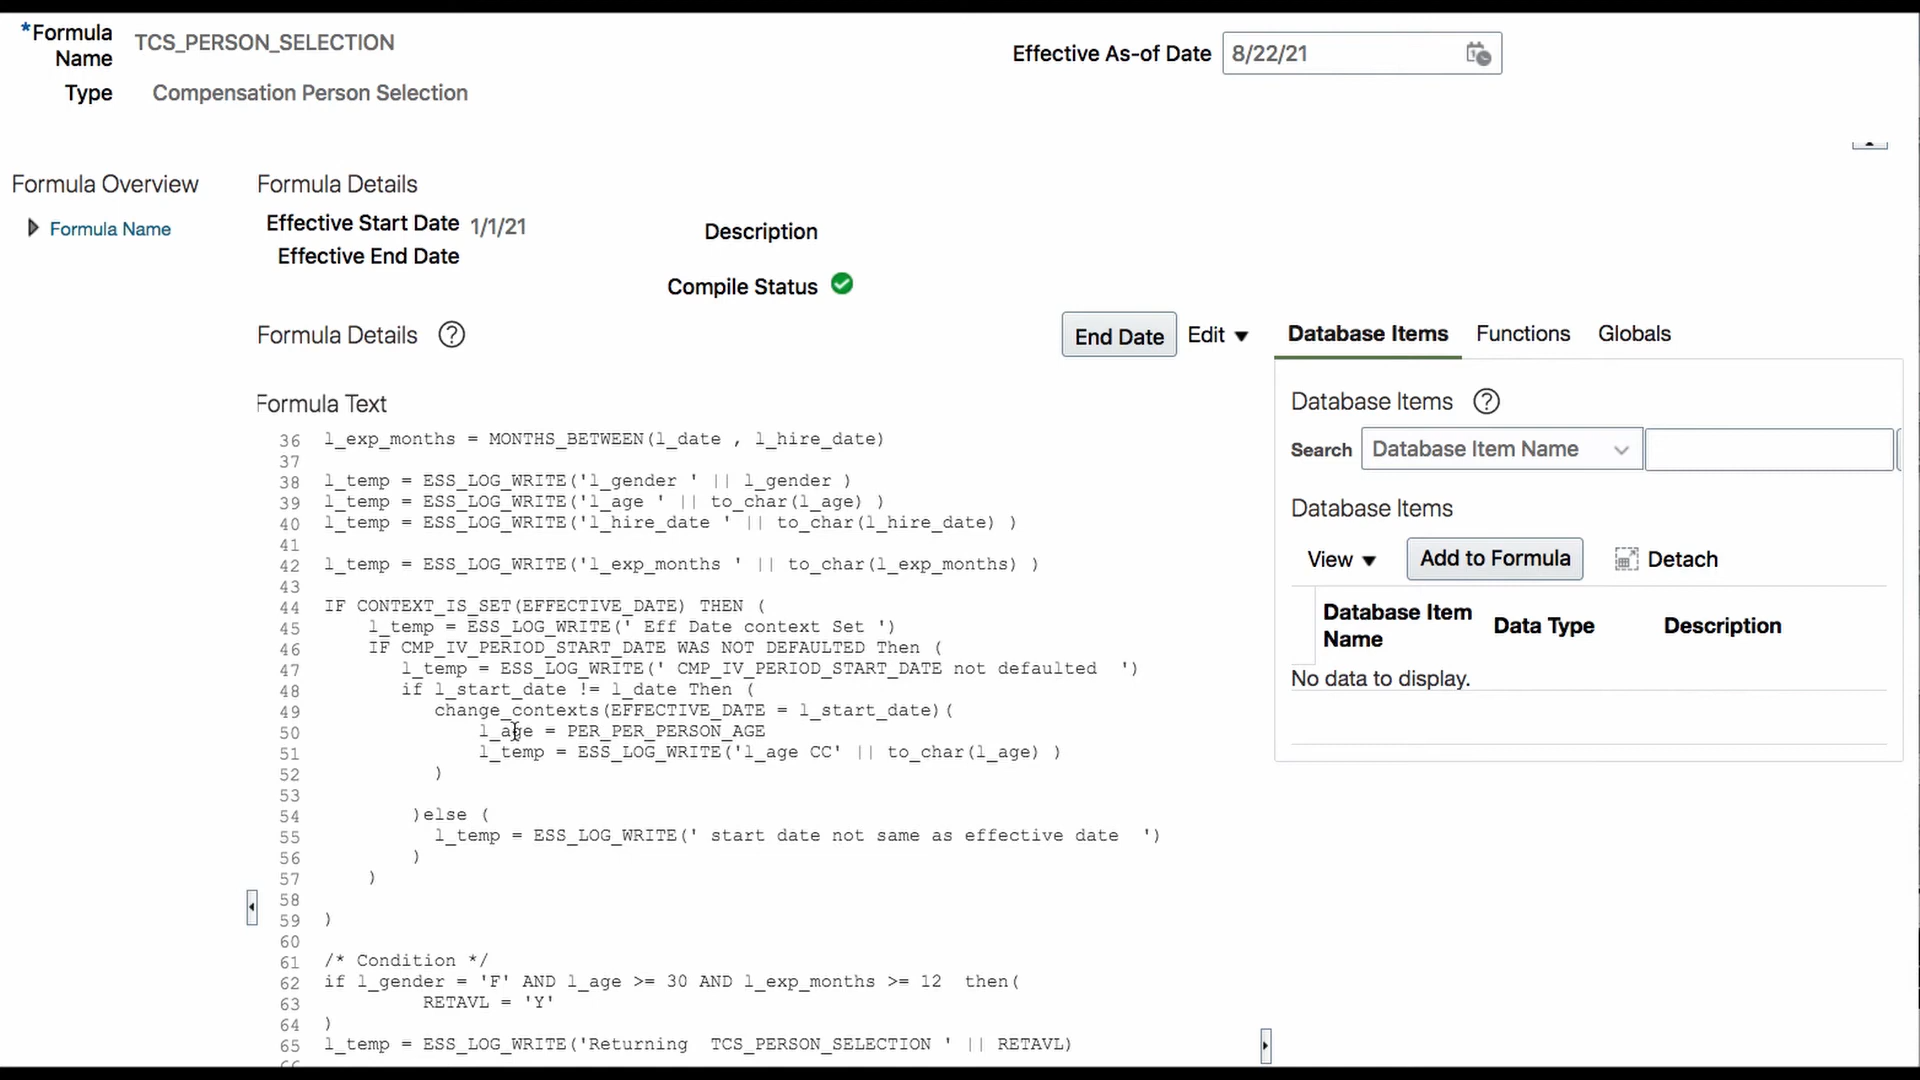 *Formula Name TCS_PERSON_SELECTION
Effective As-of Date 8/22/21
Type Compensation Person Selection
Formula Overview
Formula Name
Formula Details
Effective Start Date 1/1/21
Effective End Date
Description
Compile Status
Formula Details ?
End Date Edit
Formula Text
36 l_exp_months = MONTHS_BETWEEN(l_date , l_hire_date)
37
38 l_temp = ESS_LOG_WRITE('l_gender ' || l_gender )
39 l_temp = ESS_LOG_WRITE('l_age ' || to_char(l_age) )
40 l_temp = ESS_LOG_WRITE('l_hire_date ' || to_char(l_hire_date) )
41
42 l_temp = ESS_LOG_WRITE('l_exp_months ' || to_char(l_exp_months) )
43
44 IF CONTEXT_IS_SET(EFFECTIVE_DATE) THEN (
45 l_temp = ESS_LOG_WRITE(' Eff Date context Set ')
46 IF CMP_IV_PERIOD_START_DATE WAS NOT DEFAULTED Then (
47 l_temp = ESS_LOG_WRITE(' CMP_IV_PERIOD_START_DATE not defaulted  ')
48 if l_start_date != l_date Then (
49 change_contexts(EFFECTIVE_DATE = l_start_date)(
50 l_age = PER_PER_PERSON_AGE
51 l_temp = ESS_LOG_WRITE('l_age CC' || to_char(l_age) )
52 )
53
54 )else (
55 l_temp = ESS_LOG_WRITE(' start date not same as effective date  ')
56 )
57 )
58
59 )
60
61 /* Condition */
62 if l_gender = 'F' AND l_age >= 30 AND l_exp_months >= 12  then(
63 RETAVL = 'Y'
64 )
65 l_temp = ESS_LOG_WRITE('Returning  TCS_PERSON_SELECTION ' || RETAVL)
Database Items Functions Globals
Database Items ?
Search Database Item Name
Database Items
View Add to Formula Detach
Database Item Name Data Type Description
No data to display.